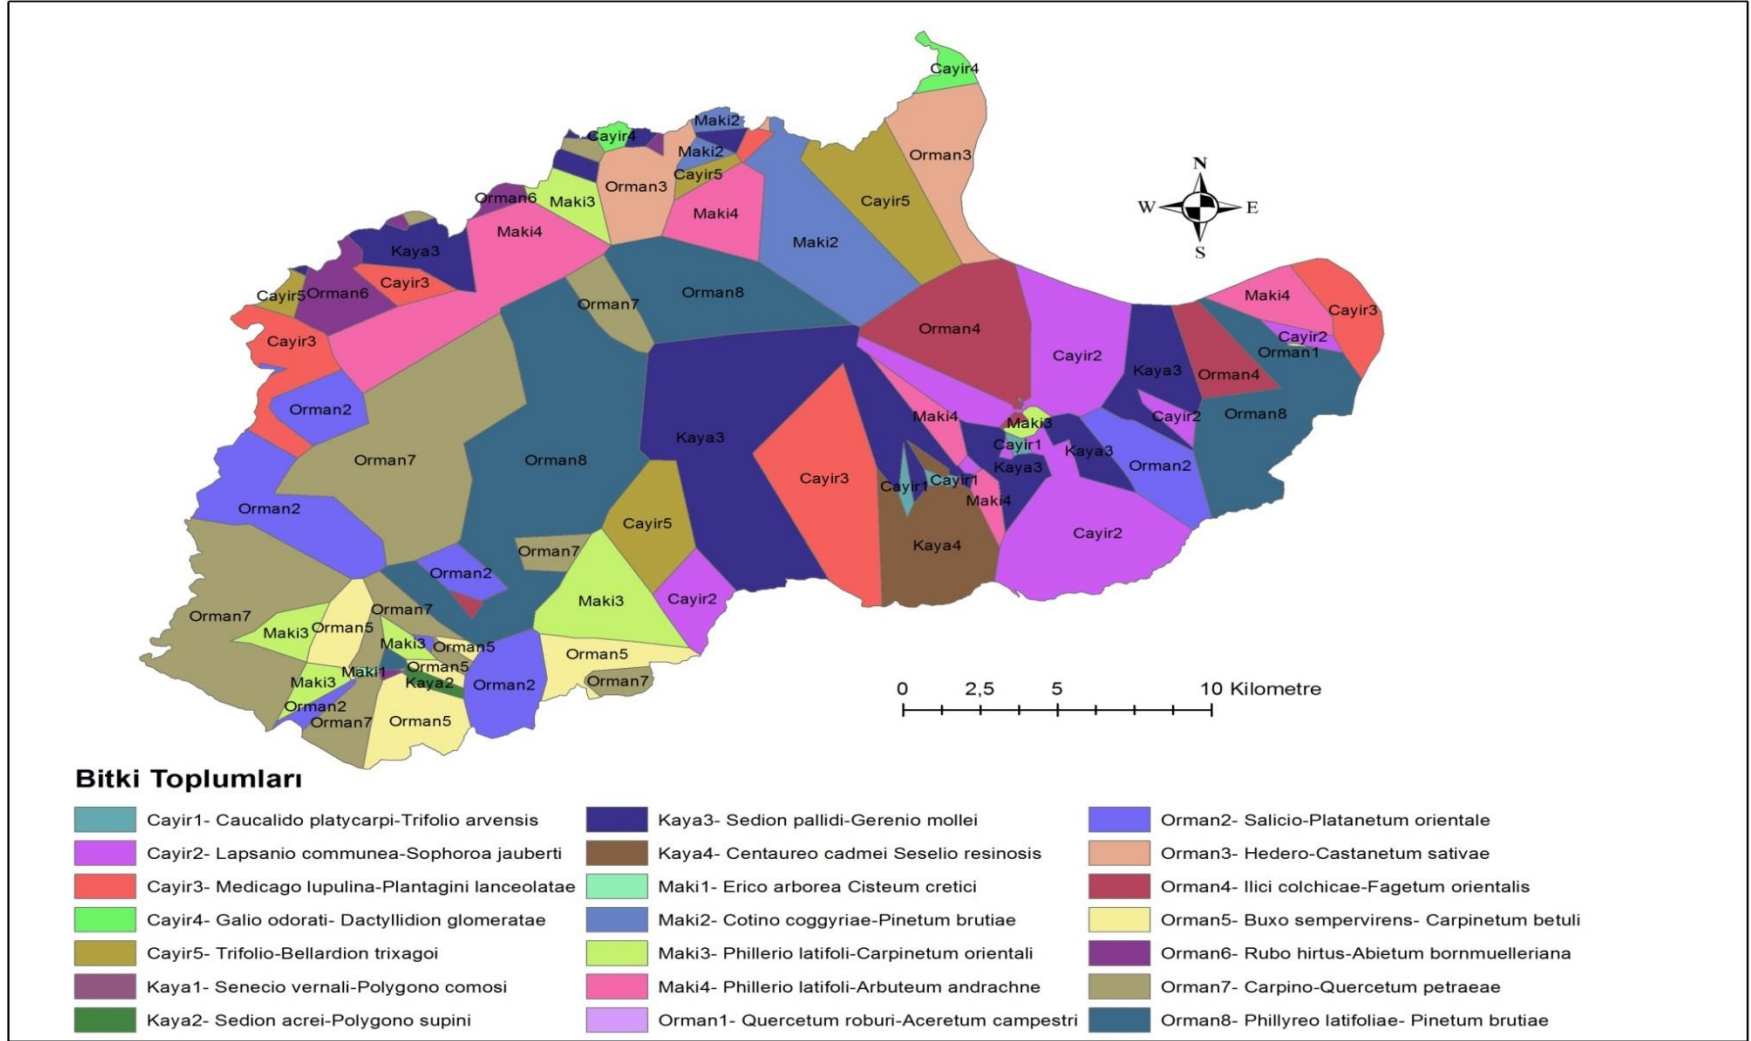 Cayir4
Maki2
Cayir4
Maki2
Orman3
Cayir5
Orman3
Orman6
Maki3
Cayir5
Maki4
Maki4
Maki2
Kaya3
Cayir3
Cayir5
Orman6
Orman7
Orman8
Cayir3
Orman4
Cayir2
Maki4
Cayir3
Cayir2
Orman1
Kaya3
Orman4
Orman2
Maki4
Cayir2
Orman8
Maki3
Kaya3
Cayir1
Kaya3
Orman7
Orman8
Cayir3
Kaya3
Orman2
Cayir1
Cayir1
Maki4
Orman2
Cayir5
Cayir2
Kaya4
Orman7
Orman2
Maki3
Cayir2
Orman7
Orman7
Maki3
Orman5
Maki3
Orman5
Orman5
Orman5
Maki1
Maki3
Kaya2
Orman2
Orman7
Orman2
Orman7
Orman5
N
W
E
S
0 2,5 5 10 Kilometre
Bitki Toplumları
Cayir1- Caucalido platycarpi-Trifolio arvensis
Cayir2- Lapsanio communea-Sophoroa jauberti
Cayir3- Medicago lupulina-Plantagini lanceolatae
Cayir4- Galio odorati- Dactyllidion glomeratae
Cayir5- Trifolio-Bellardion trixagoi
Kaya1- Senecio vernali-Polygono comosi
Kaya2- Sedion acrei-Polygono supini
Kaya3- Sedion pallidi-Gerenio mollei
Kaya4- Centaureo cadmei Seselio resinosis
Maki1- Erico arborea Cisteum cretici
Maki2- Cotino coggyriae-Pinetum brutiae
Maki3- Phillerio latifoli-Carpinetum orientali
Maki4- Phillerio latifoli-Arbuteum andrachne
Orman1- Quercetum roburi-Aceretum campestri
Orman2- Salicio-Platanetum orientale
Orman3- Hedero-Castanetum sativae
Orman4- Ilici colchicae-Fagetum orientalis
Orman5- Buxo sempervirens- Carpinetum betuli
Orman6- Rubo hirtus-Abietum bornmuelleriana
Orman7- Carpino-Quercetum petraeae
Orman8- Phillyreo latifoliae- Pinetum brutiae